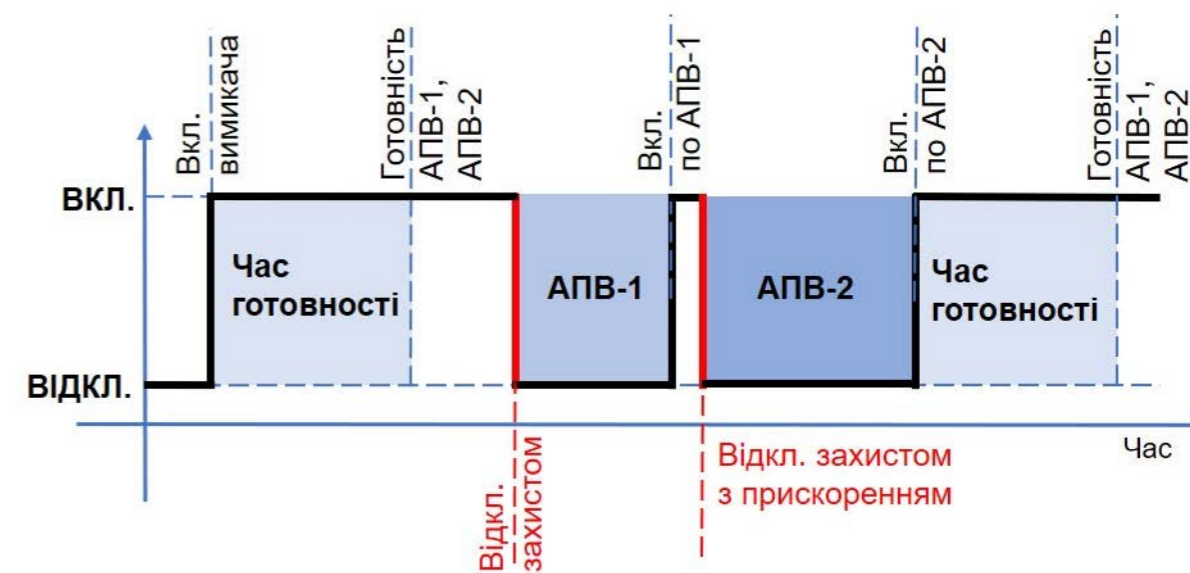 Вкл.
вимикача
Готовність
АПВ-1,
АПВ-2
Вкл.
по АПВ-1
Вкл.
по АПВ-2
Готовність
АПВ-1,
АПВ-2
ВКЛ.
Час
готовності
АПВ-1
АПВ-2
Час
готовності
ВІДКЛ.
Час
Відкл.
захистом
Відкл. захистом
з прискоренням